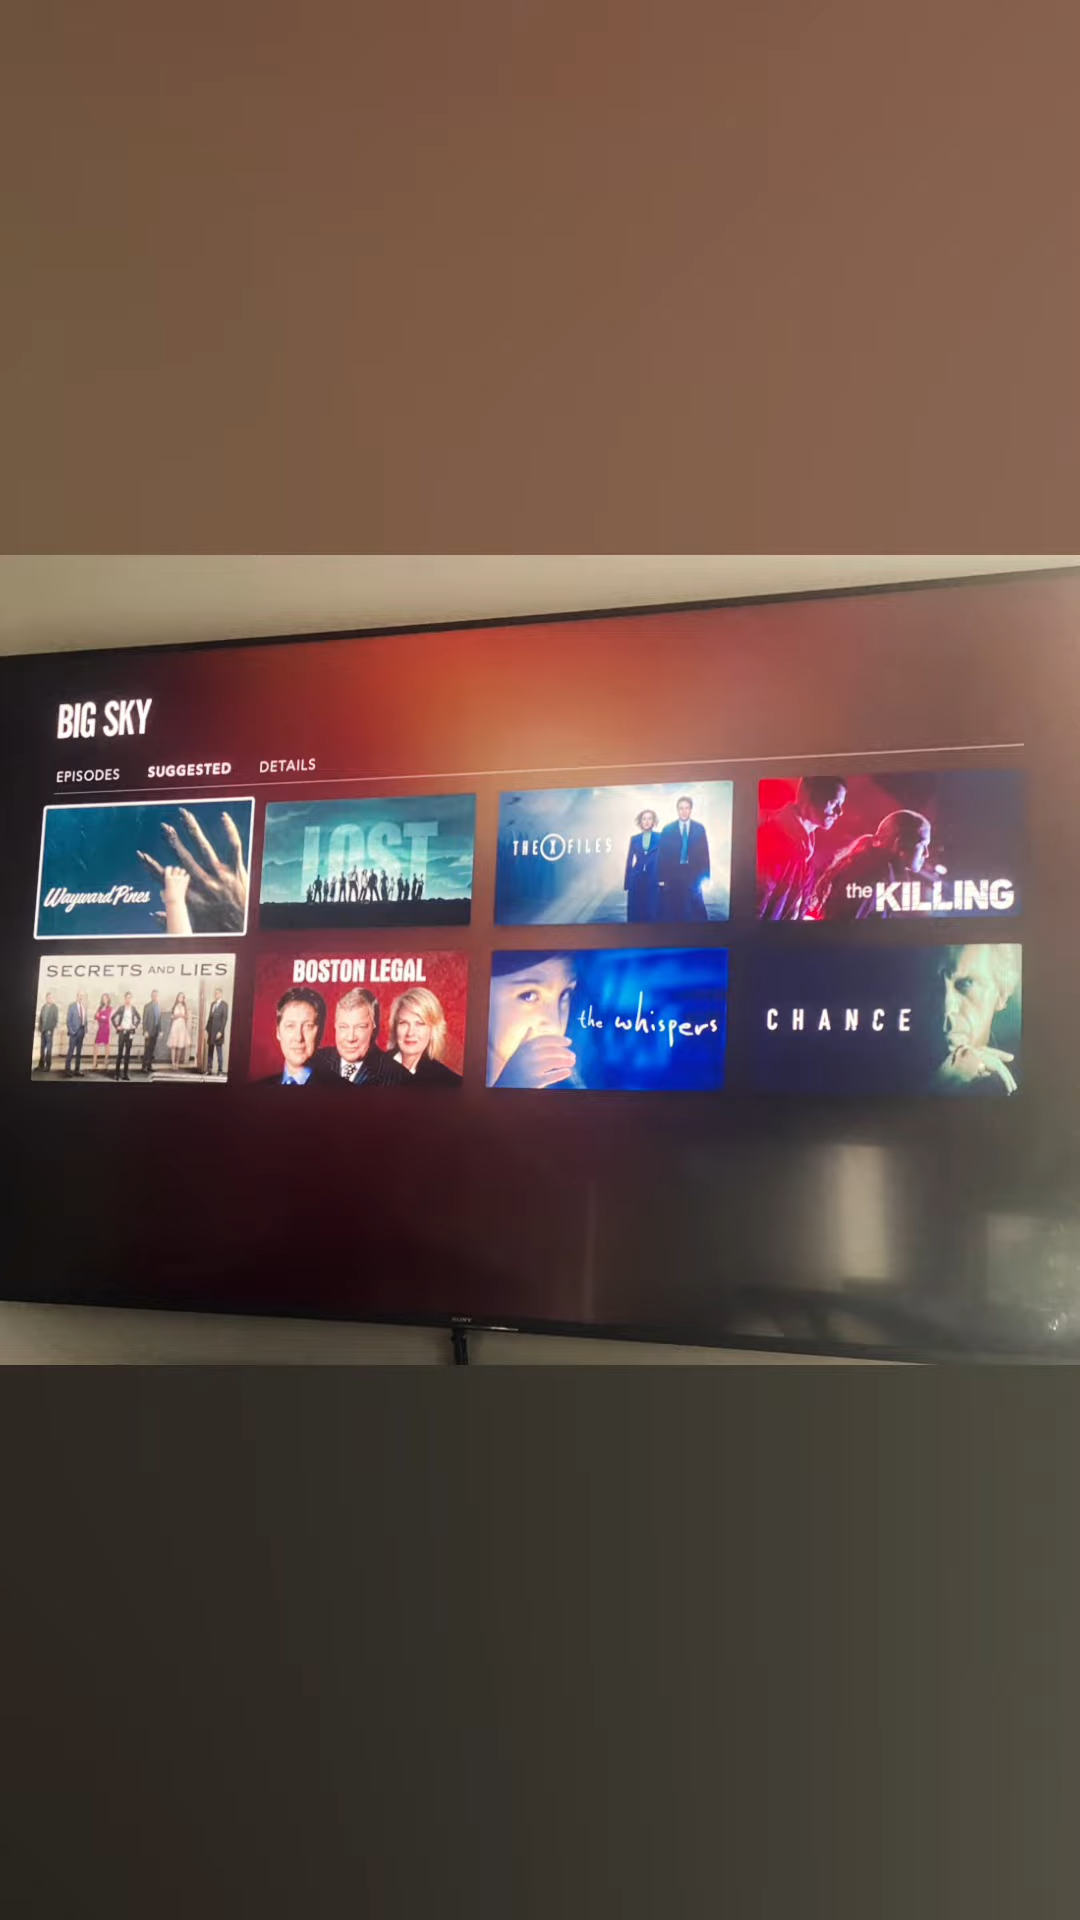 BIG SKY
EPISODES SUGGESTED DETAILS
Wayward Pines
LOST
THE X FILES
the KILLING
SECRETS AND LIES
BOSTON LEGAL
the whispers
CHANCE
SONY